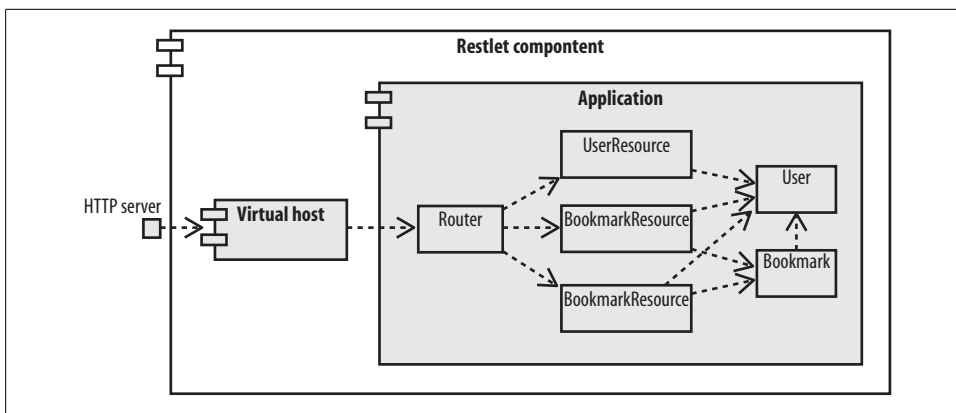 Restlet compontent
Application
UserResource
User
HTTP server
Virtual host
Router
BookmarkResource
Bookmark
BookmarkResource